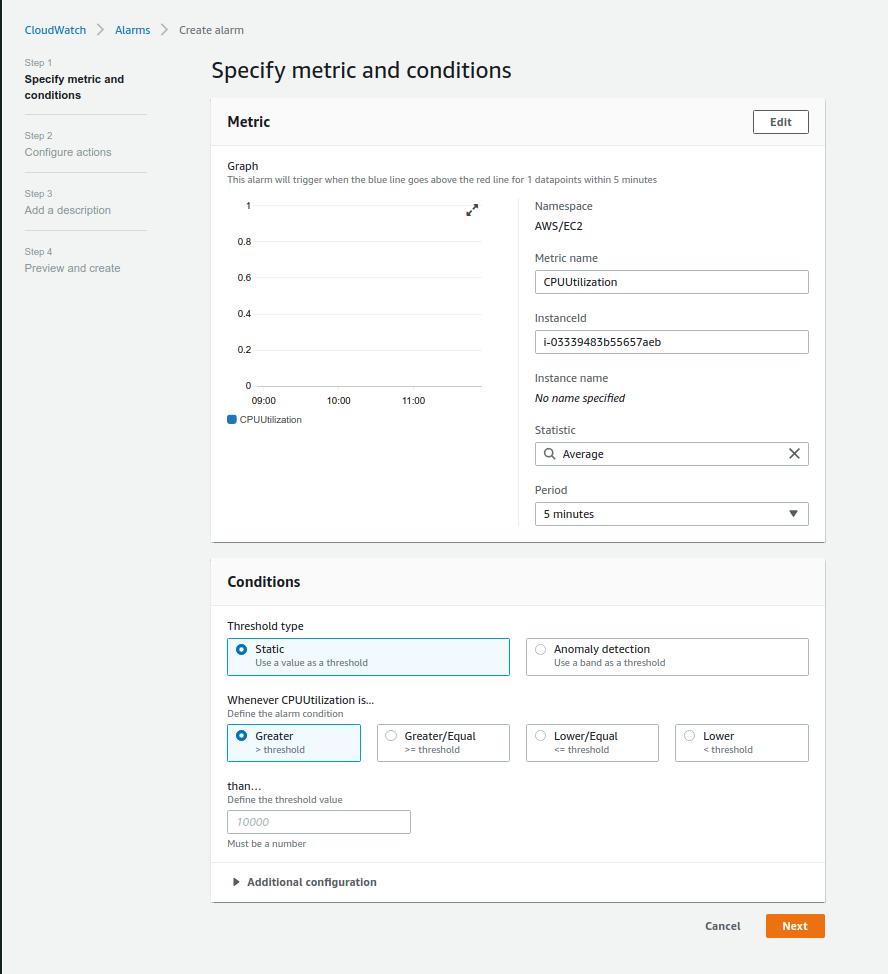 CloudWatch > Alarms > Create alarm
Step 1
Specify metric and
conditions
Step 2
Configure actions
Step 3
Add a description
Step 4
Preview and create
Specify metric and conditions
Metric
Edit
Graph
This alarm will trigger when the blue line goes above the red line for 1 datapoints within 5 minutes
1
0.8
0.6
0.4
0.2
0
09:00 10:00 11:00
CPUUtilization
Namespace
AWS/EC2
Metric name
CPUUtilization
InstanceId
i-03339483b55657aeb
Instance name
No name specified
Statistic
Average
Period
5 minutes
Conditions
Threshold type
Static
Use a value as a threshold
Anomaly detection
Use a band as a threshold
Whenever CPUUtilization is...
Define the alarm condition
Greater
> threshold
Greater/Equal
>= threshold
Lower/Equal
<= threshold
Lower
< threshold
than...
Define the threshold value
10000
Must be a number
Additional configuration
Cancel
Next